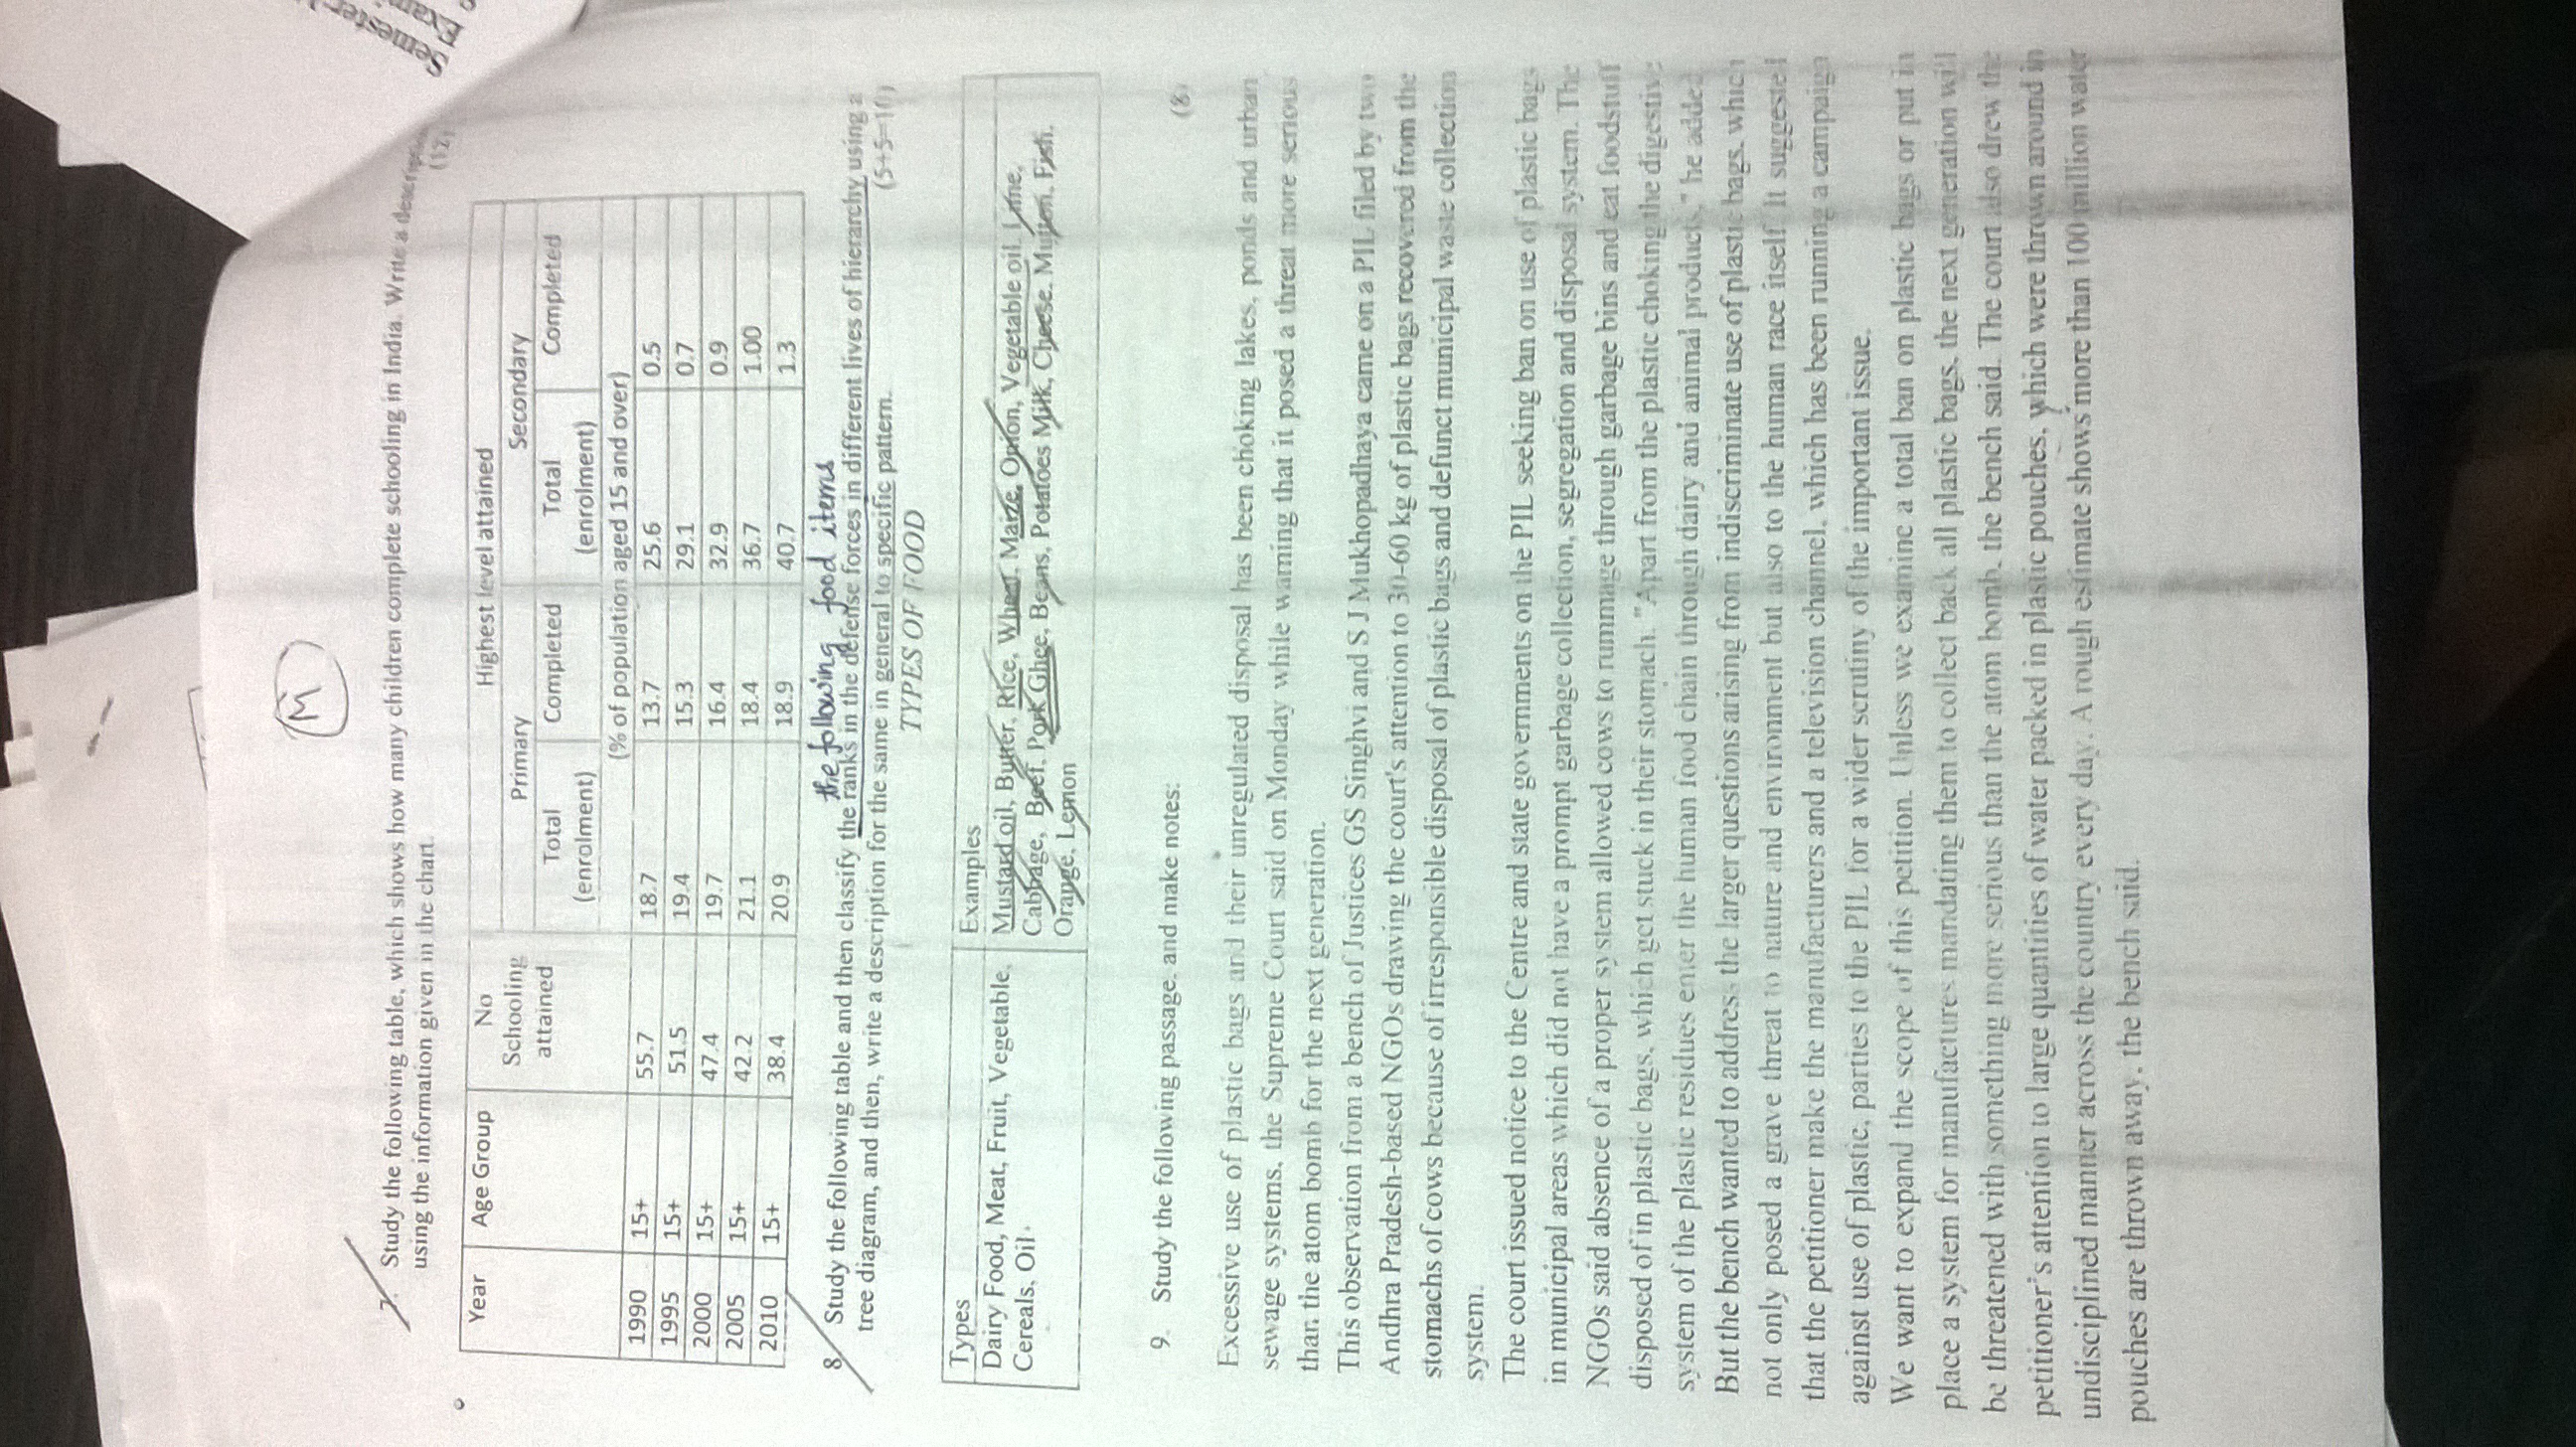 Semester
Exami
M
7. Study the following table, which shows how many children complete schooling in India. Write a
(12)
using the information given in the chart.
Year Age Group No Schooling attained Highest level attained
Primary Secondary
Total (enrolment) Completed Total (enrolment) Completed
(% of population aged 15 and over)
1990 15+ 55.7 18.7 13.7 25.6 0.5
1995 15+ 51.5 19.4 15.3 29.1 0.7
2000 15+ 47.4 19.7 16.4 32.9 0.9
2005 15+ 42.2 21.1 18.4 36.7 1.00
2010 15+ 38.4 20.9 18.9 40.7 1.3
the following food items
8. Study the following table and then classify the ranks in the defense forces in different lives of hierarchy using a
tree diagram, and then, write a description for the same in general to specific pattern. (5+5=10)
TYPES OF FOOD
Types Examples
Dairy Food, Meat, Fruit, Vegetable, Mustard oil, Butter, Rice, Wheat, Maize, Onion, Vegetable oil, Lime,
Cereals, Oil. Cabbage, Beef, Pork Ghee, Beans, Potatoes Milk, Cheese, Mutton, Fish.
Orange, Lemon
9. Study the following passage, and make notes: (8)
Excessive use of plastic bags and their unregulated disposal has been choking lakes, ponds and urban
sewage systems, the Supreme Court said on Monday while warning that it posed a threat more serious
than the atom bomb for the next generation.
This observation from a bench of Justices GS Singhvi and S J Mukhopadhaya came on a PIL filed by two
Andhra Pradesh-based NGOs drawing the court's attention to 30-60 kg of plastic bags recovered from the
stomachs of cows because of irresponsible disposal of plastic bags and defunct municipal waste collection
system.
The court issued notice to the Centre and state governments on the PIL seeking ban on use of plastic bags
in municipal areas which did not have a prompt garbage collection, segregation and disposal system. The
NGOs said absence of a proper system allowed cows to rummage through garbage bins and eat foodstuff
disposed of in plastic bags, which get stuck in their stomach. "Apart from the plastic choking the digestive
system of the plastic residues enter the human food chain through dairy and animal products," he added.
But the bench wanted to address the larger questions arising from indiscriminate use of plastic bags, which
not only posed a grave threat to nature and environment but also to the human race itself. It suggested
that the petitioner make the manufacturers and a television channel, which has been running a campaign
against use of plastic, parties to the PIL for a wider scrutiny of the important issue.
We want to expand the scope of this petition. Unless we examine a total ban on plastic bags or put in
place a system for manufactures mandating them to collect back all plastic bags, the next generation will
be threatened with something more serious than the atom bomb, the bench said. The court also drew the
petitioner's attention to large quantities of water packed in plastic pouches, which were thrown around in
undisciplined manner across the country every day. A rough estimate shows more than 100 million water
pouches are thrown away, the bench said.